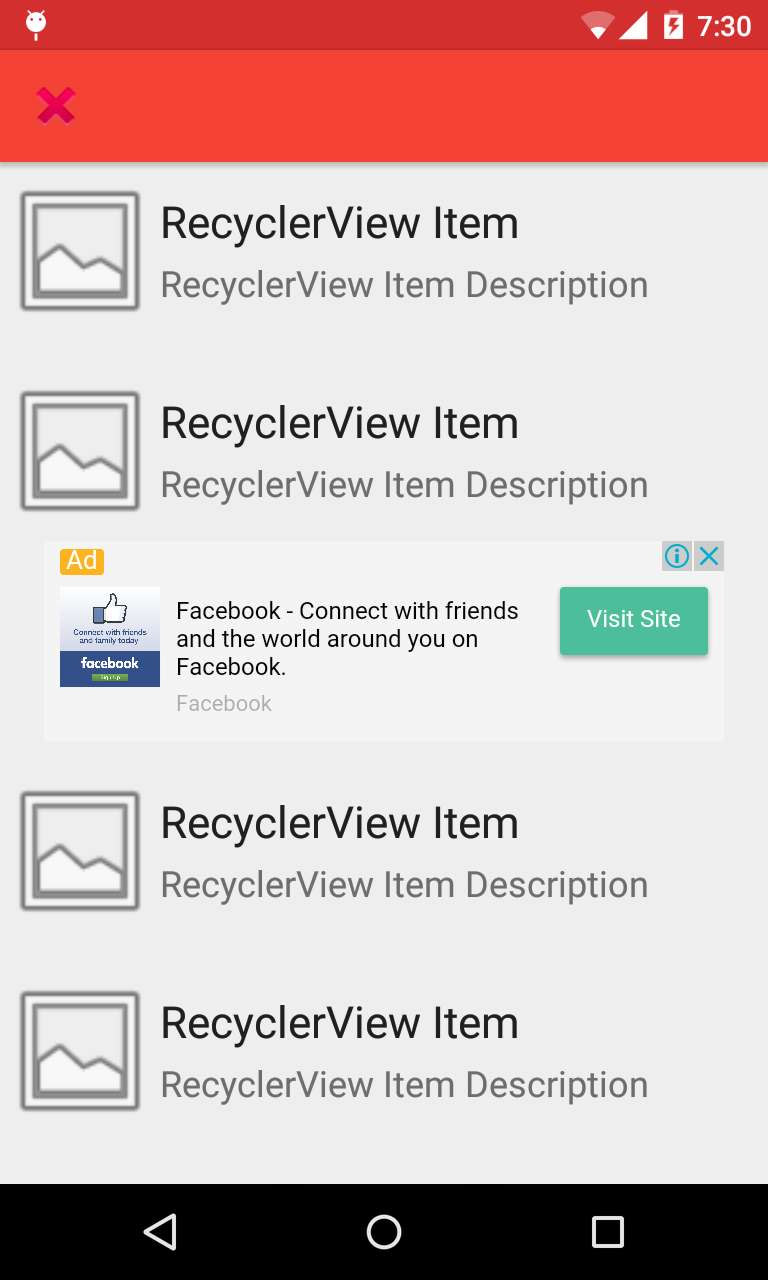 7:30
RecyclerView Item
RecyclerView Item Description
RecyclerView Item
RecyclerView Item Description
Ad
Connect with friends
and family today
facebook
Sign up
Facebook - Connect with friends
and the world around you on
Facebook.
Facebook
Visit Site
RecyclerView Item
RecyclerView Item Description
RecyclerView Item
RecyclerView Item Description